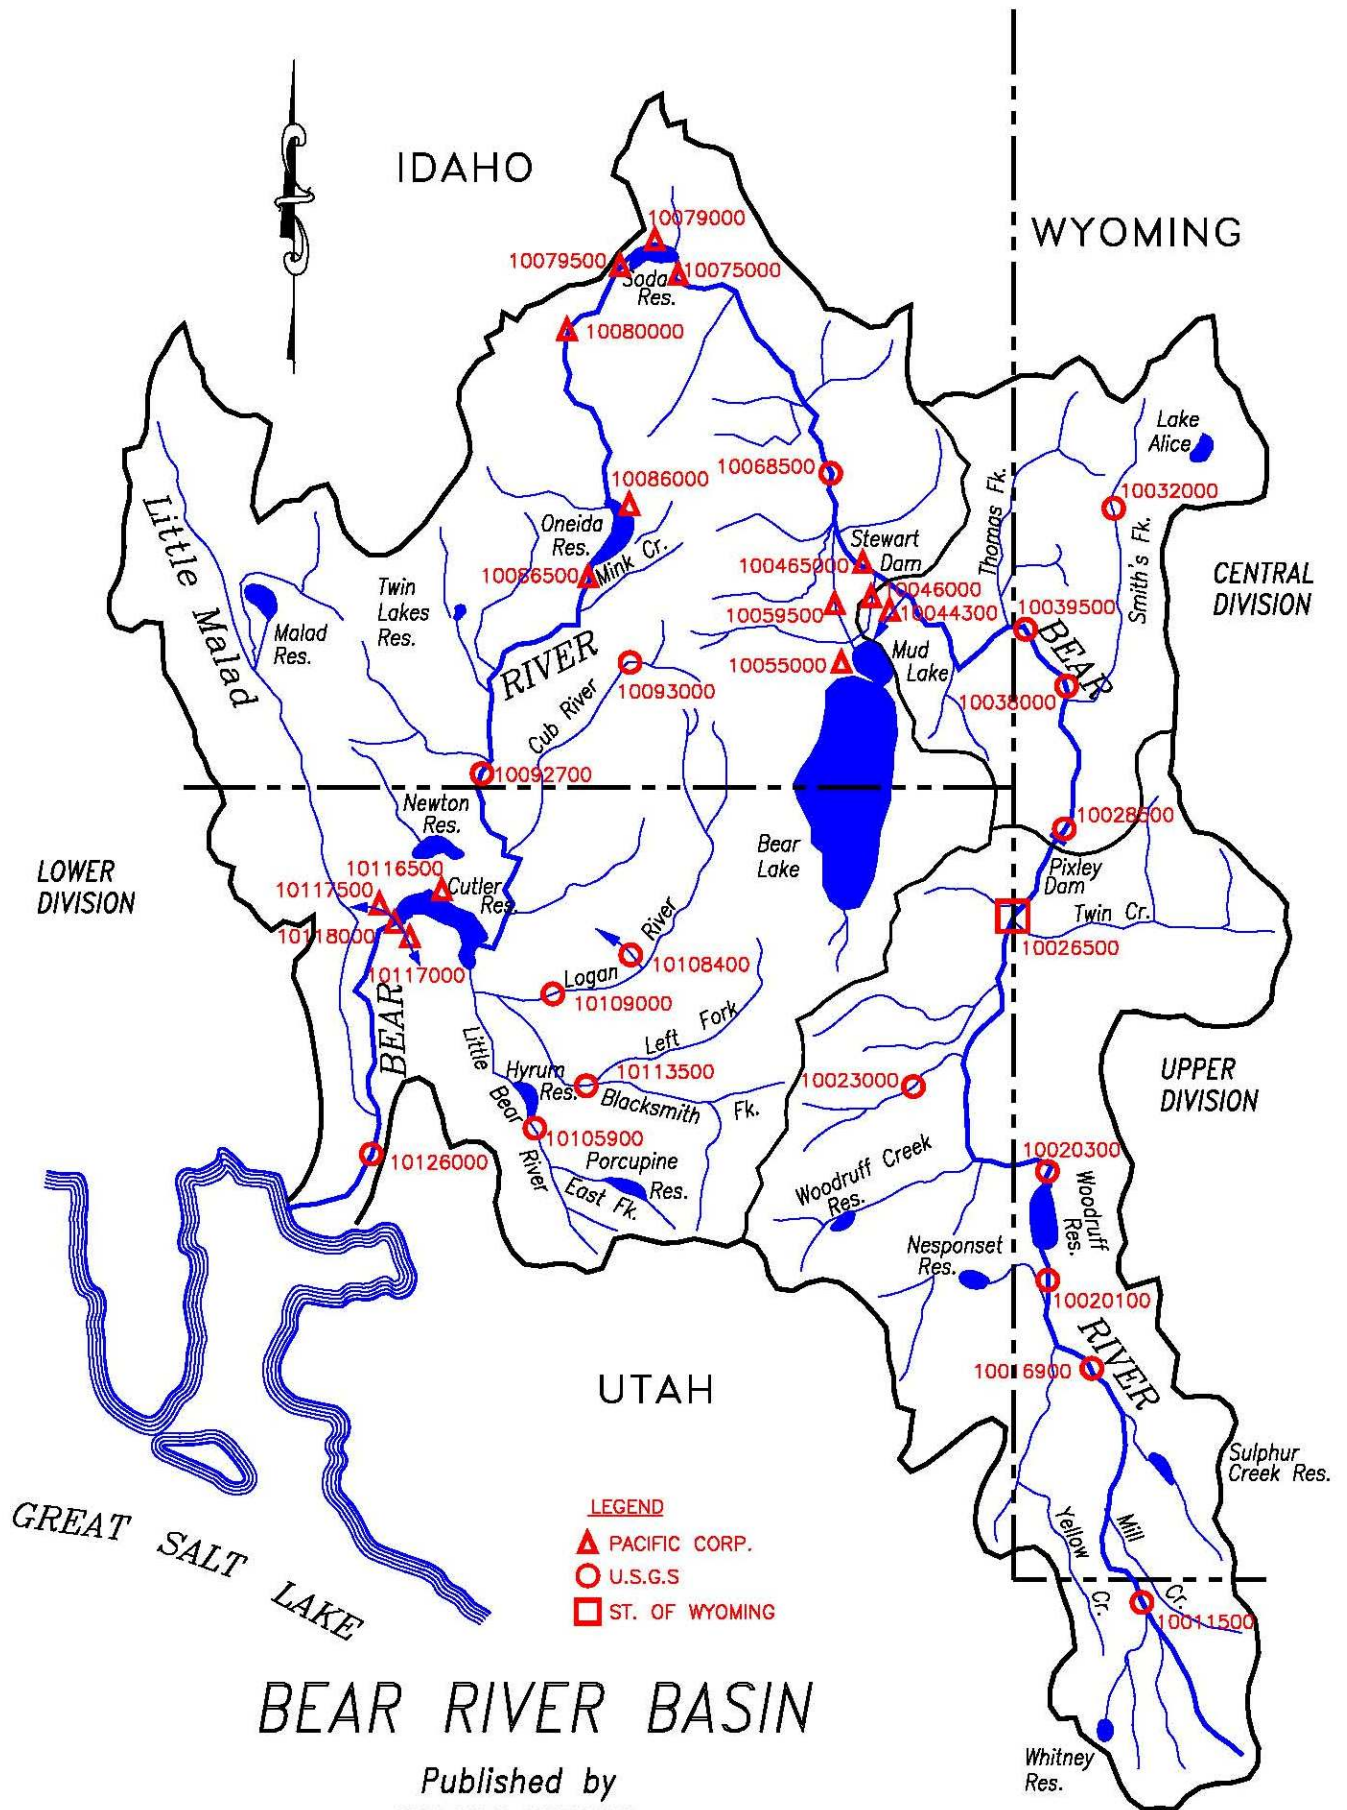 IDAHO
WYOMING
10079000
10079500
10075000
Soda
Res.
10080000
Lake
Alice
10068500
10086000
10032000
Oneida
Res.
Mink Cr.
10086500
Thomas Fk.
Smith's Fk.
Stewart
Dam
10046500
10046000
10044300
10059500
10039500
CENTRAL
DIVISION
Little Malad
Malad
Res.
Twin
Lakes
Res.
RIVER
BEAR
Mud
Lake
10055000
10093000
10038000
Cub River
10092700
Newton
Res.
10028500
Pixley
Dam
Bear
Lake
LOWER
DIVISION
10116500
10117500
Cutler
Res.
10118000
10117000
Twin Cr.
10026500
Logan River
10108400
10109000
BEAR
Left Fork
Little Bear River
Hyrum
Res.
10113500
Blacksmith Fk.
10023000
UPPER
DIVISION
10105900
10126000
Porcupine
Res.
East Fk.
Woodruff Creek
Res.
10020300
Woodruff
Res.
Nesponset
Res.
10020100
RIVER
10016900
UTAH
Sulphur
Creek Res.
GREAT SALT LAKE
LEGEND
PACIFIC CORP.
U.S.G.S
ST. OF WYOMING
Yellow Cr.
Mill Cr.
10011500
Whitney
Res.
BEAR RIVER BASIN
Published by